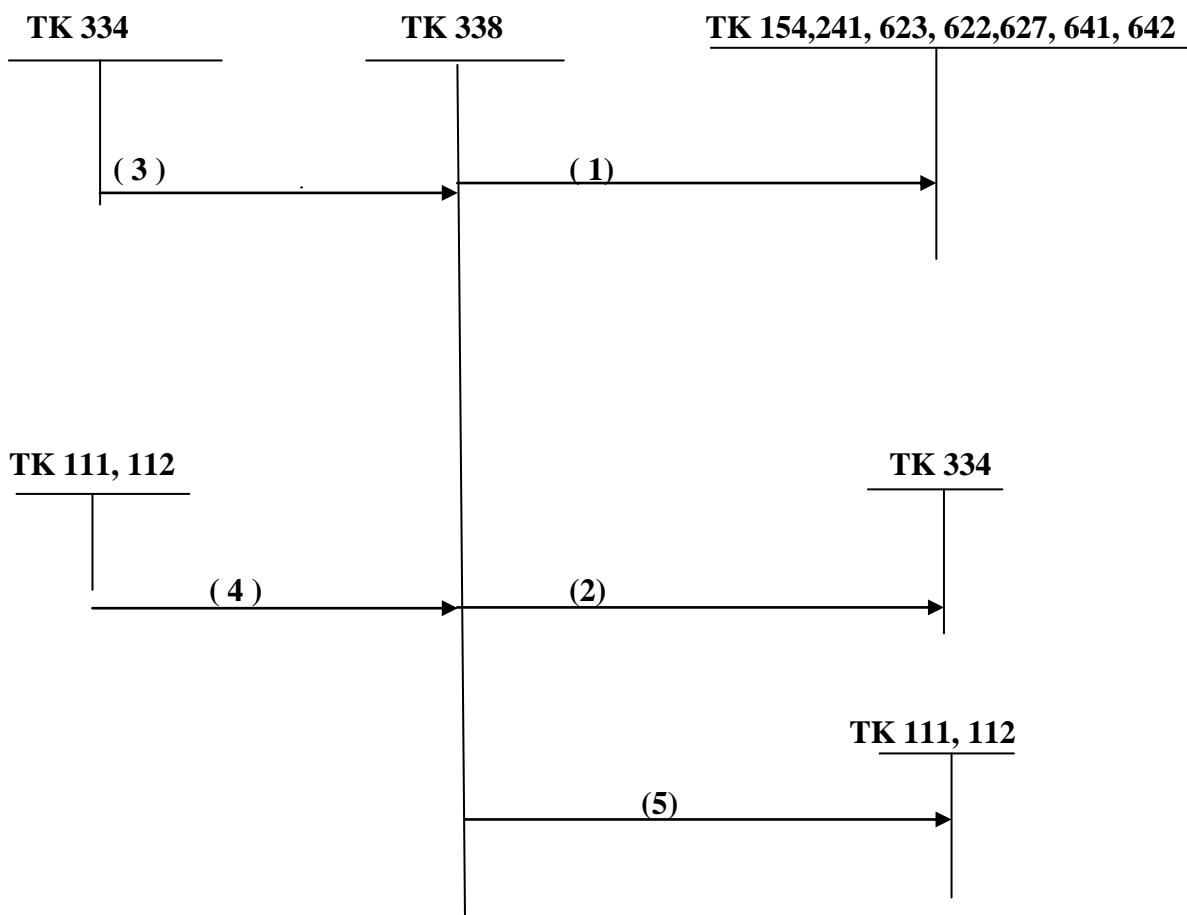 TK 334
TK 338
TK 154,241, 623, 622,627, 641, 642
( 3 )
( 1)
TK 111, 112
TK 334
( 4 )
(2)
TK 111, 112
(5)